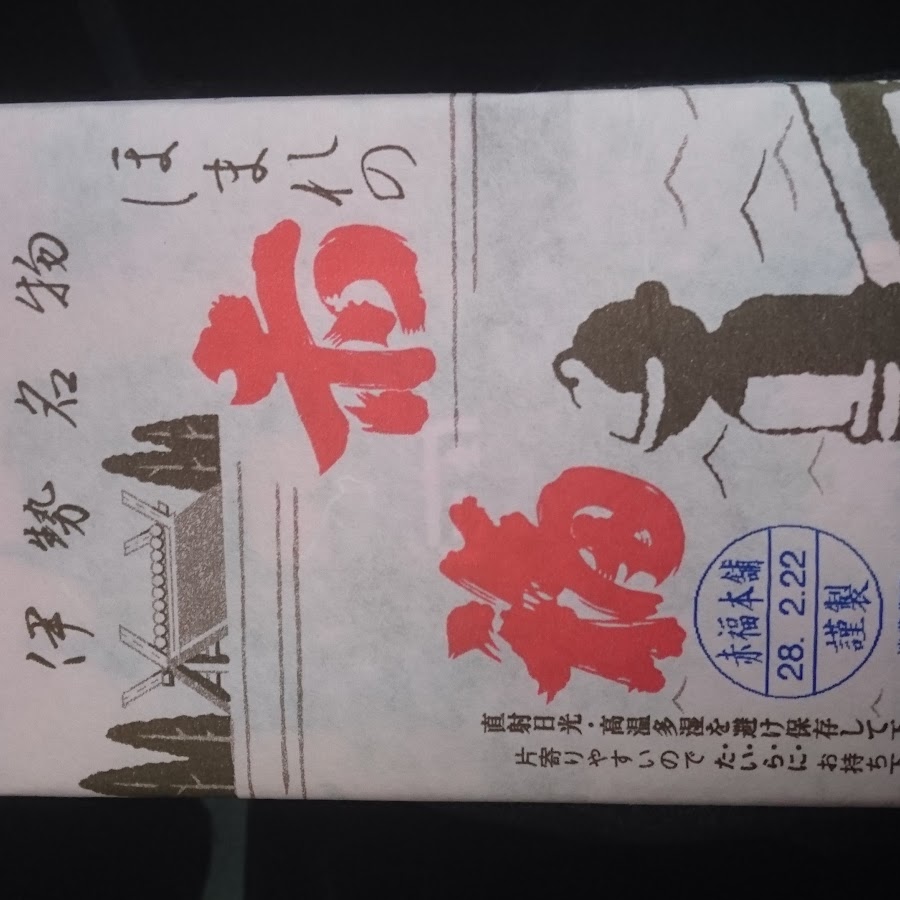 伊勢名物
ほまれの
赤福
赤福本舗
28. 2.22
謹製
直射日光・高温多湿を避け保存して
片寄りやすいので たいらに お持ち